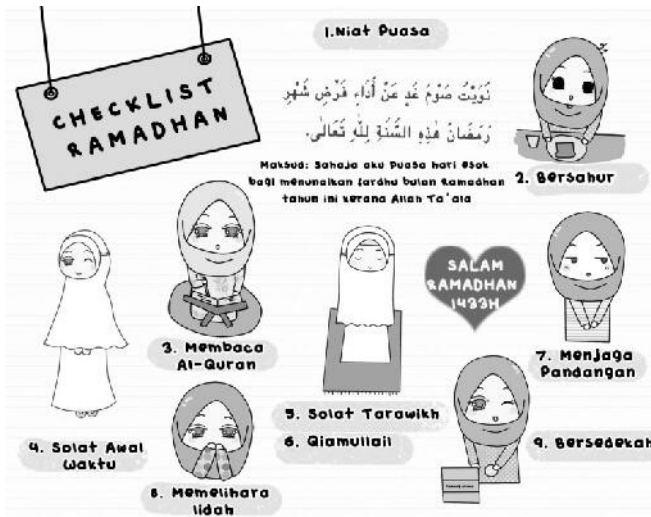 CHECKLIST
RAMADHAN
1.Niat Puasa
نَوَيْتُ صَوْمَ غَدٍ عَنْ أَدَاءِ فَرْضِ شَهْرِ
رَمَضَانَ هٰذِهِ السَّنَةِ لِلّٰهِ تَعَالٰى.
Maksud: Sahaja aku Puasa hari esok
bagi menunaikan fardhu bulan Ramadhan
tahun ini kerana Allah Ta'ala
2. Bersahur
3. Membaca
Al-Quran
4. Solat Awal
Waktu
5. Solat Tarawikh
6. Qiamullail
SALAM
RAMADHAN
1433H
7. Menjaga
Pandangan
8. Memelihara
lidah
9. Bersedekah